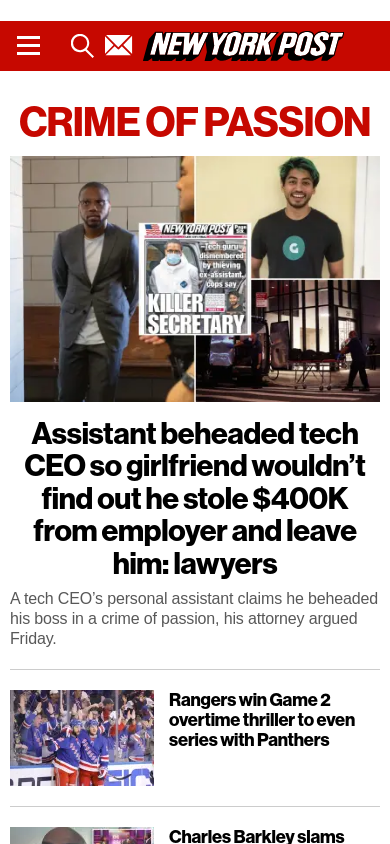 NEW YORK POST
CRIME OF PASSION
NEW YORK POST
Tech guru
dismembered
by thieving
ex-assistant,
cops say
KILLER
SECRETARY
G
Assistant beheaded tech
CEO so girlfriend wouldn’t
find out he stole $400K
from employer and leave
him: lawyers
A tech CEO’s personal assistant claims he beheaded
his boss in a crime of passion, his attorney argued
Friday.
Rangers win Game 2
overtime thriller to even
series with Panthers
Charles Barkley slams